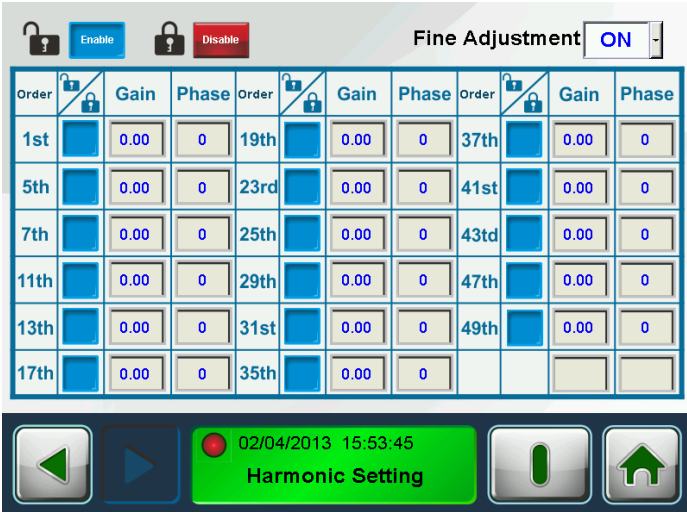 Enable Disable Fine Adjustment ON
Order Gain Phase Order Gain Phase Order Gain Phase
1st 0.00 0 19th 0.00 0 37th 0.00 0
5th 0.00 0 23rd 0.00 0 41st 0.00 0
7th 0.00 0 25th 0.00 0 43td 0.00 0
11th 0.00 0 29th 0.00 0 47th 0.00 0
13th 0.00 0 31st 0.00 0 49th 0.00 0
17th 0.00 0 35th 0.00 0
02/04/2013 15:53:45
Harmonic Setting